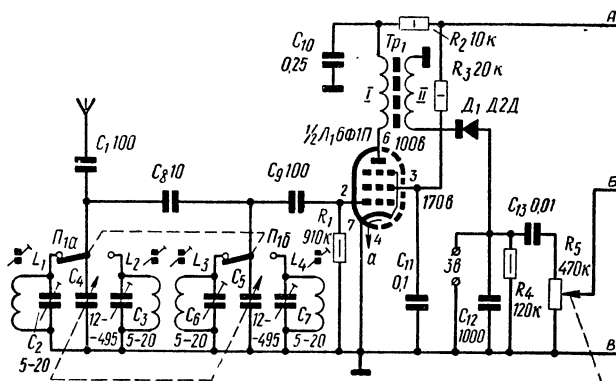 А
C10
0,25
Тр1
R2 10к
R3 20к
I
II
Д1 Д2Д
C1 100
½Л1 6Ф1П
6
100в
C8 10
C9 100
2
3
170в
Б
C13 0,01
R1
910к
7
4
а
П1а
П1б
L1
L2
L3
L4
C4
C5
C11
0,1
3в
R5
470к
R4
120к
C2
5-20
12-
-495
C3
5-20
C6
5-20
12-
-495
C7
5-20
C12
1000
В